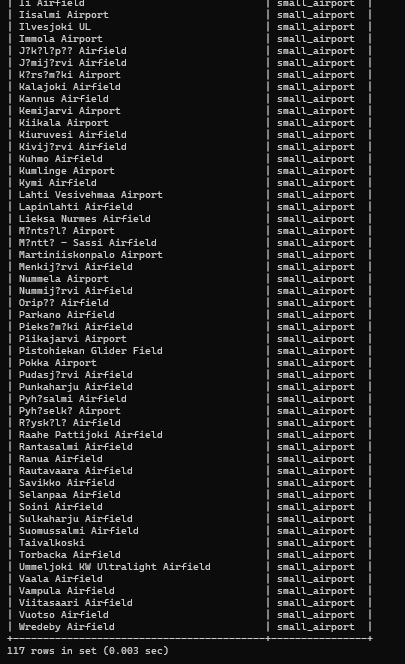 | Ii Airfield | small_airport |
| Iisalmi Airport | small_airport |
| Ilvesjoki UL | small_airport |
| Immola Airport | small_airport |
| J?k?l?p?? Airfield | small_airport |
| J?mij?rvi Airfield | small_airport |
| K?rs?m?ki Airport | small_airport |
| Kalajoki Airfield | small_airport |
| Kannus Airfield | small_airport |
| Kemijarvi Airport | small_airport |
| Kiikala Airport | small_airport |
| Kiuruvesi Airfield | small_airport |
| Kivij?rvi Airfield | small_airport |
| Kuhmo Airfield | small_airport |
| Kumlinge Airport | small_airport |
| Kymi Airfield | small_airport |
| Lahti Vesivehmaa Airport | small_airport |
| Lapinlahti Airfield | small_airport |
| Lieksa Nurmes Airfield | small_airport |
| M?nts?l? Airport | small_airport |
| M?ntt? - Sassi Airfield | small_airport |
| Martiniiskonpalo Airport | small_airport |
| Menkij?rvi Airfield | small_airport |
| Nummela Airport | small_airport |
| Nummij?rvi Airfield | small_airport |
| Orip?? Airfield | small_airport |
| Parkano Airfield | small_airport |
| Pieks?m?ki Airfield | small_airport |
| Piikajarvi Airport | small_airport |
| Pistohiekan Glider Field | small_airport |
| Pokka Airport | small_airport |
| Pudasj?rvi Airfield | small_airport |
| Punkaharju Airfield | small_airport |
| Pyh?salmi Airfield | small_airport |
| Pyh?selk? Airport | small_airport |
| R?ysk?l? Airfield | small_airport |
| Raahe Pattijoki Airfield | small_airport |
| Rantasalmi Airfield | small_airport |
| Ranua Airfield | small_airport |
| Rautavaara Airfield | small_airport |
| Savikko Airfield | small_airport |
| Selanpaa Airfield | small_airport |
| Soini Airfield | small_airport |
| Sulkaharju Airfield | small_airport |
| Suomussalmi Airfield | small_airport |
| Taivalkoski | small_airport |
| Torbacka Airfield | small_airport |
| Ummeljoki KW Ultralight Airfield | small_airport |
| Vaala Airfield | small_airport |
| Vampula Airfield | small_airport |
| Viitasaari Airfield | small_airport |
| Vuotso Airfield | small_airport |
| Wredeby Airfield | small_airport |
117 rows in set (0.003 sec)